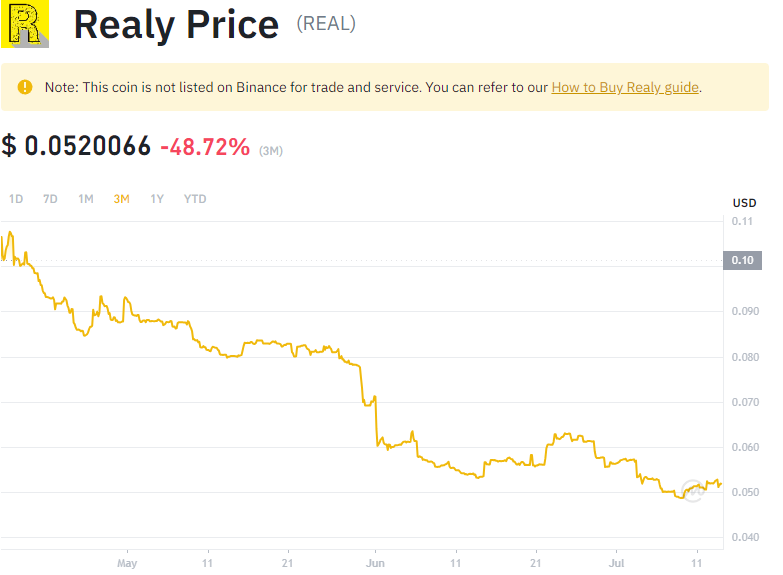 R
Realy Price (REAL)
Note: This coin is not listed on Binance for trade and service. You can refer to our How to Buy Realy guide.
$ 0.0520066 -48.72% (3M)
1D 7D 1M 3M 1Y YTD
USD
0.11
0.10
0.090
0.080
0.070
0.060
0.050
0.040
May 11 21 Jun 11 21 Jul 11